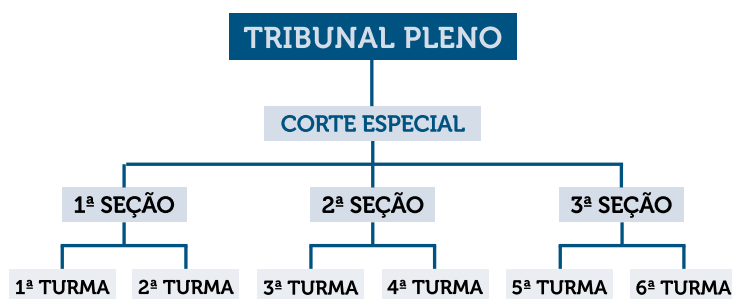 TRIBUNAL PLENO
CORTE ESPECIAL
1ª SEÇÃO
2ª SEÇÃO
3ª SEÇÃO
1ª TURMA
2ª TURMA
3ª TURMA
4ª TURMA
5ª TURMA
6ª TURMA